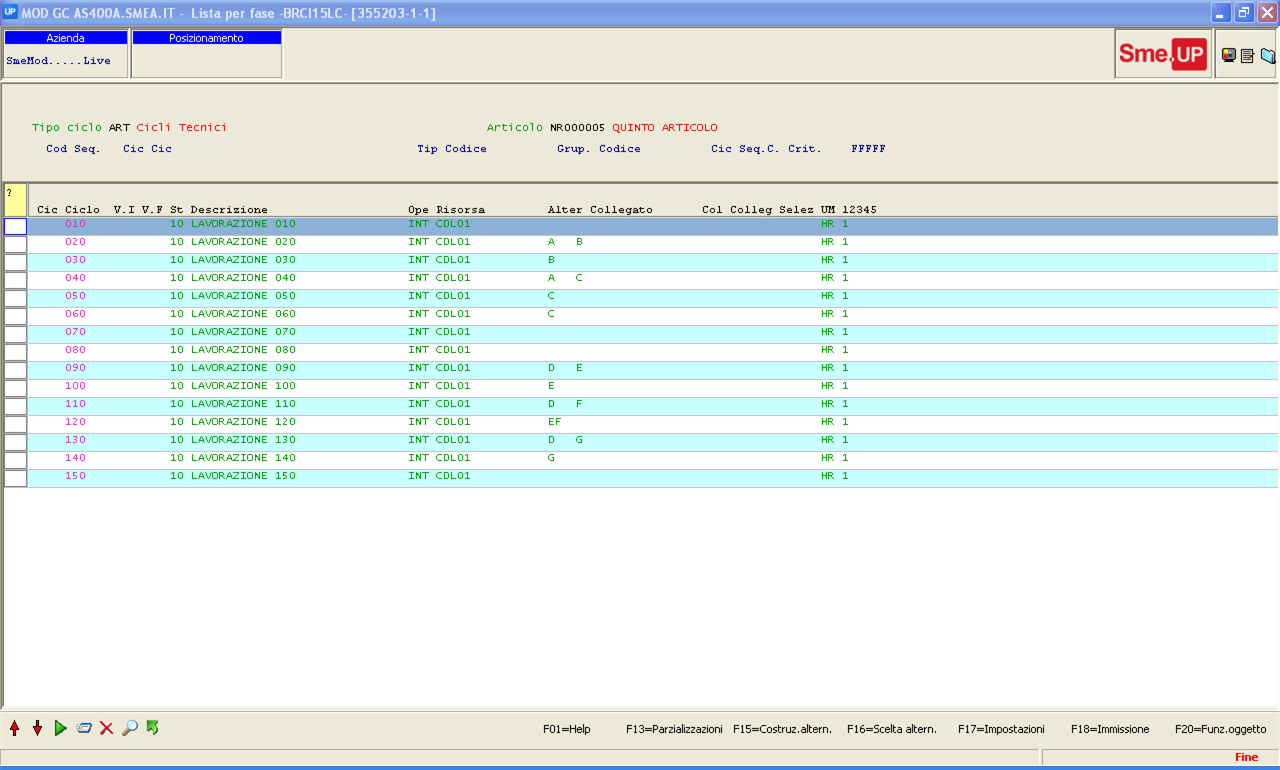 UP MOD GC AS400A.SMEA.IT - Lista per fase -BRCI15LC- [355203-1-1]
Azienda Posizionamento
SmeMod.....Live
Sme.UP
Tipo ciclo ART Cicli Tecnici Articolo NR000005 QUINTO ARTICOLO
Cod Seq. Cic Cic Tip Codice Grup. Codice Cic Seq.C. Crit. FFFFF
?
Cic Ciclo V.I V.F St Descrizione Ope Risorsa Alter Collegato Col Colleg Selez UM 12345
010 10 LAVORAZIONE 010 INT CDL01 HR 1
020 10 LAVORAZIONE 020 INT CDL01 A B HR 1
030 10 LAVORAZIONE 030 INT CDL01 B HR 1
040 10 LAVORAZIONE 040 INT CDL01 A C HR 1
050 10 LAVORAZIONE 050 INT CDL01 C HR 1
060 10 LAVORAZIONE 060 INT CDL01 C HR 1
070 10 LAVORAZIONE 070 INT CDL01 HR 1
080 10 LAVORAZIONE 080 INT CDL01 HR 1
090 10 LAVORAZIONE 090 INT CDL01 D E HR 1
100 10 LAVORAZIONE 100 INT CDL01 E HR 1
110 10 LAVORAZIONE 110 INT CDL01 D F HR 1
120 10 LAVORAZIONE 120 INT CDL01 EF HR 1
130 10 LAVORAZIONE 130 INT CDL01 D G HR 1
140 10 LAVORAZIONE 140 INT CDL01 G HR 1
150 10 LAVORAZIONE 150 INT CDL01 HR 1
F01=Help F13=Parzializzazioni F15=Costruz.altern. F16=Scelta altern. F17=Impostazioni F18=Immissione F20=Funz.oggetto
Fine